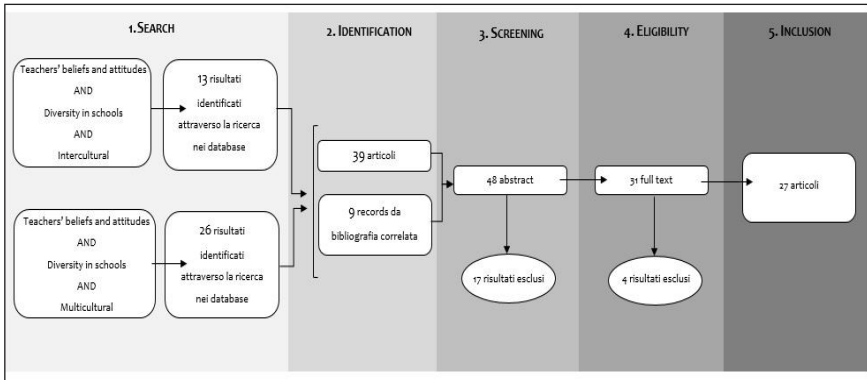 1.SEARCH
Teachers' beliefs and attitudes
AND
Diversity in schools
AND
Intercultural
13 risultati
identificati
attraverso la ricerca
nei database
Teachers' beliefs and attitudes
AND
Diversity in schools
AND
Multicultural
26 risultati
identificati
attraverso la ricerca
nei database
2. IDENTIFICATION
39 articoli
9 records da
bibliografia correlata
3. SCREENING
48 abstract
17 risultati esclusi
4. ELIGIBILITY
31 full text
4 risultati esclusi
5. INCLUSION
27 articoli